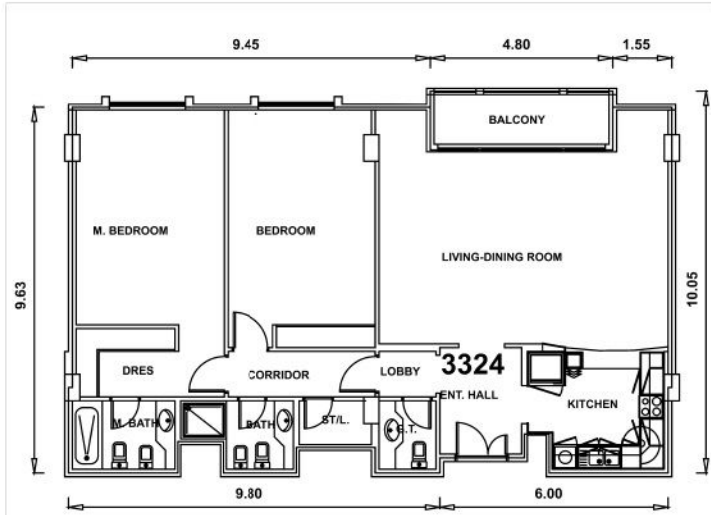 9.45
4.80
1.55
BALCONY
M. BEDROOM
BEDROOM
LIVING-DINING ROOM
9.63
10.05
DRES
CORRIDOR
LOBBY
3324
ENT. HALL
KITCHEN
M. BATH
BATH
ST/L.
G.T.
9.80
6.00